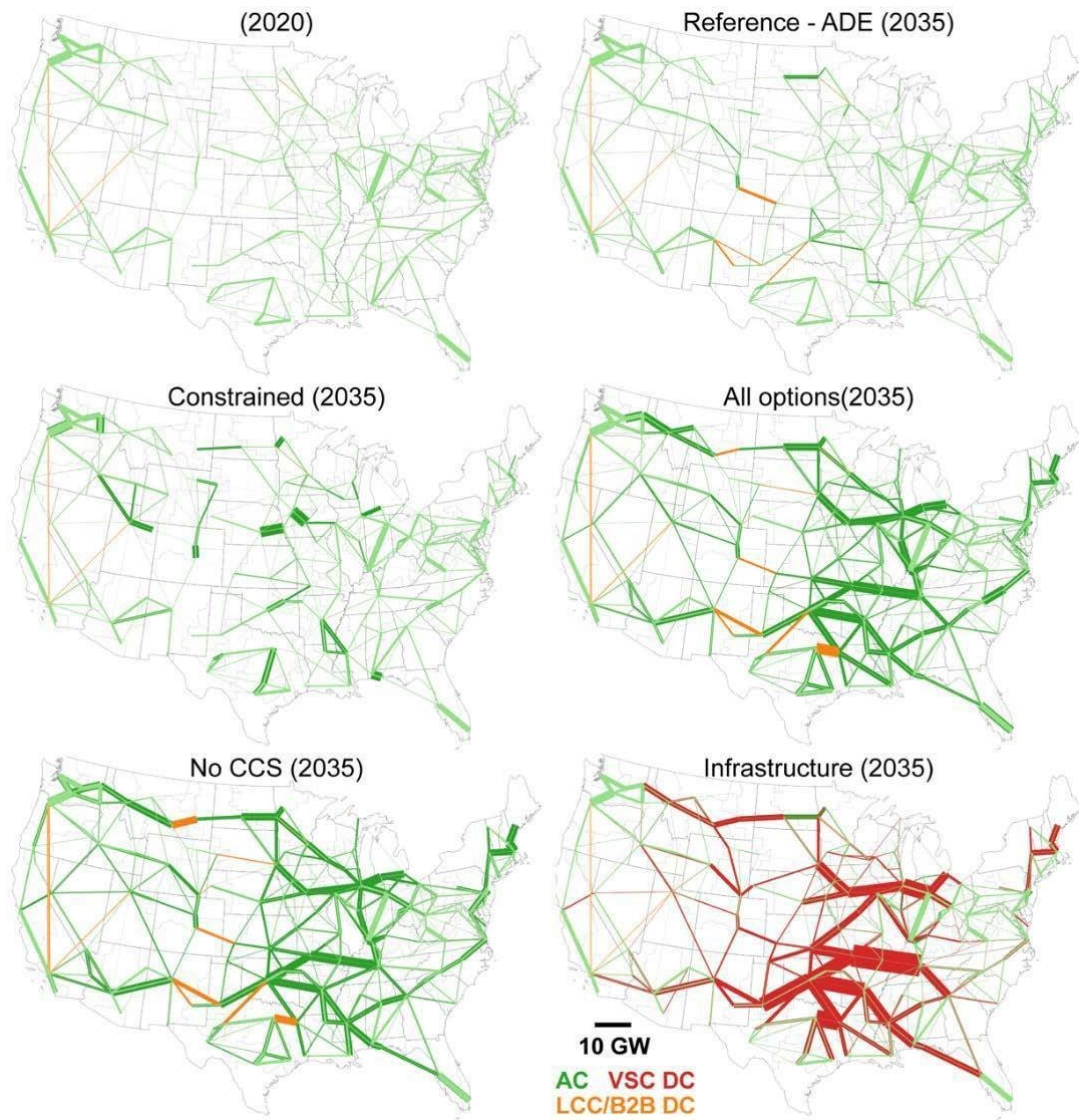 (2020)
Reference - ADE (2035)
Constrained (2035)
All options(2035)
No CCS (2035)
Infrastructure (2035)
10 GW
AC VSC DC
LCC/B2B DC